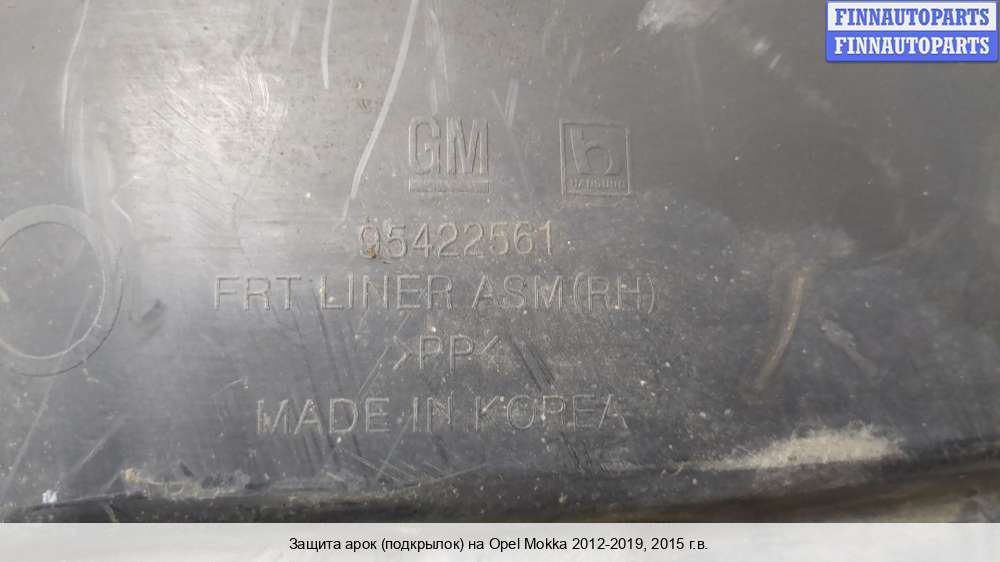 FINNAUTOPARTS
FINNAUTOPARTS
GM
HANSUNG
95422561
FRT LINER ASM(RH)
>PP<
MADE IN KOREA
Защита арок (подкрылок) на Opel Mokka 2012-2019, 2015 г.в.